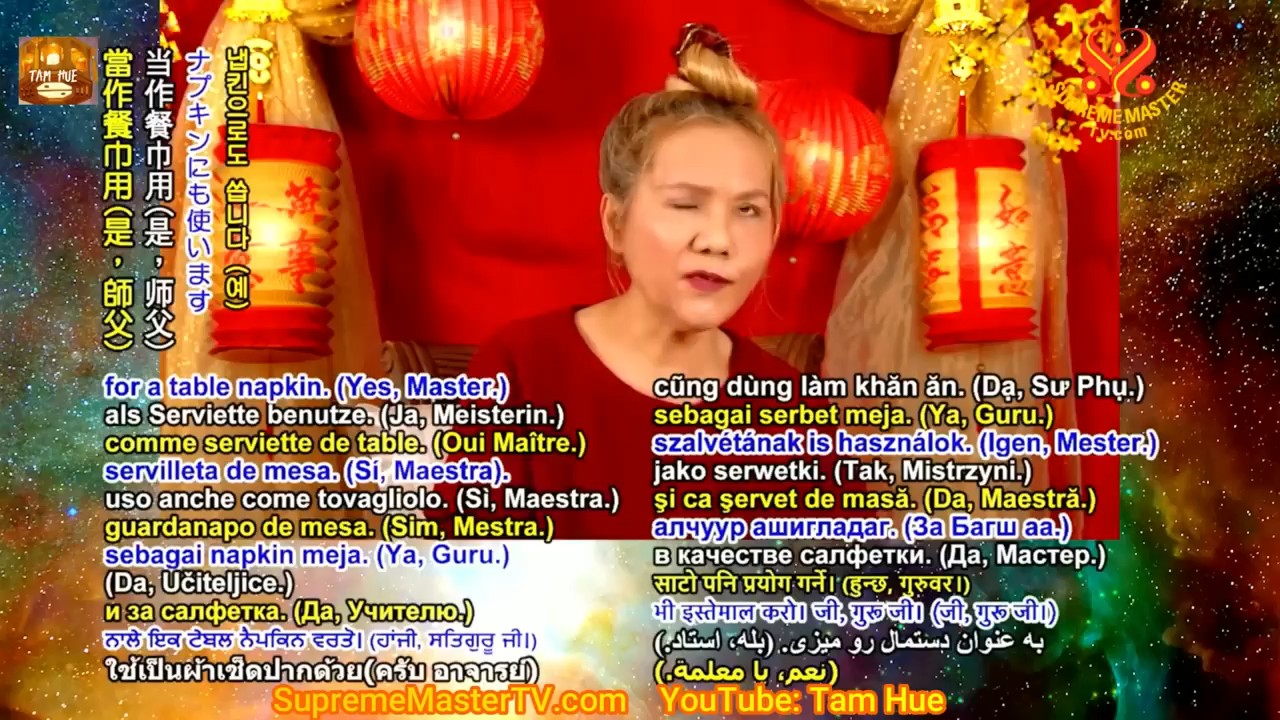 TAM HUE
SUPREME MASTER
TV.com
當作餐巾用(是，師父)
当作餐巾用(是，师父)
ナプキンにも使います
냅킨으로도 씁니다 (예)
如意
for a table napkin. (Yes, Master.)
als Serviette benutze. (Ja, Meisterin.)
comme serviette de table. (Oui Maître.)
servilleta de mesa. (Sí, Maestra).
uso anche come tovagliolo. (Sì, Maestra.)
guardanapo de mesa. (Sim, Mestra.)
sebagai napkin meja. (Ya, Guru.)
(Da, Učiteljice.)
и за салфетка. (Да, Учителю.)
ਨਾਲੇ ਇਕ ਟੇਬਲ ਨੈਪਕਿਨ ਵਰਤੋ। (ਹਾਂਜੀ, ਸਤਿਗੁਰੂ ਜੀ।)
ใช้เป็นผ้าเช็ดปากด้วย(ครับ อาจารย์)
cũng dùng làm khăn ăn. (Dạ, Sư Phụ.)
sebagai serbet meja. (Ya, Guru.)
szalvétának is használok. (Igen, Mester.)
jako serwetki. (Tak, Mistrzyni.)
şi ca şervet de masă. (Da, Maestră.)
алчуур ашигладаг. (За Багш аа.)
в качестве салфетки. (Да, Мастер.)
साटो पनि प्रयोग गर्ने। (हुन्छ, गुरुवर।)
भी इस्तेमाल करो। जी, गुरू जी। (जी, गुरू जी।)
به عنوان دستمال رو میزی. (بله، استاد.)
(نعم، يا معلمة.)
SupremeMasterTV.com
YouTube: Tam Hue